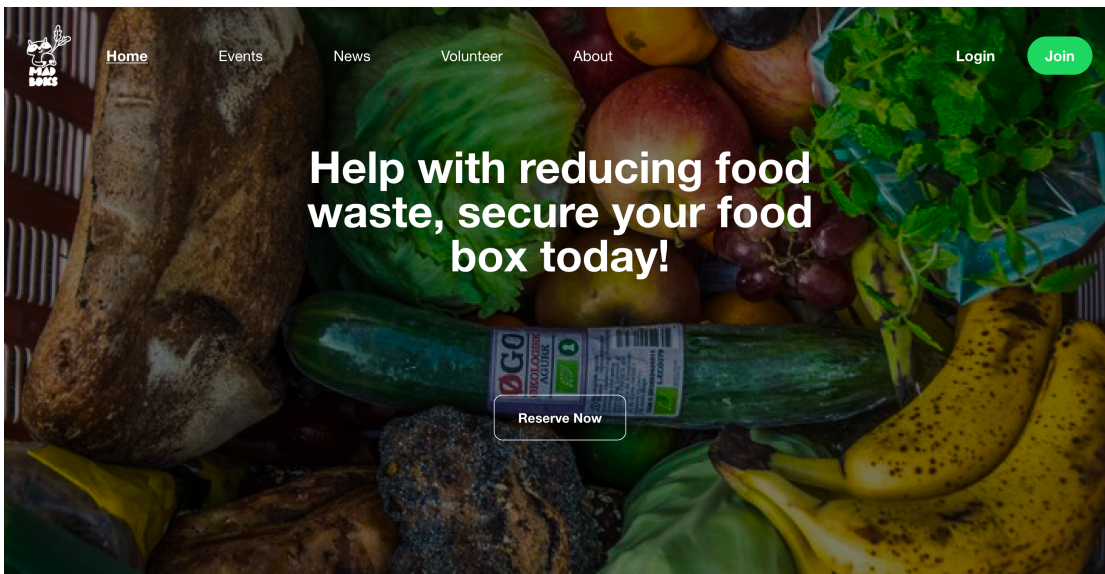 MAD
BOKS
Home
Events
News
Volunteer
About
Login
Join
Help with reducing food
waste, secure your food
box today!
ØGO
ØKOLOGISK
AGURK
Reserve Now